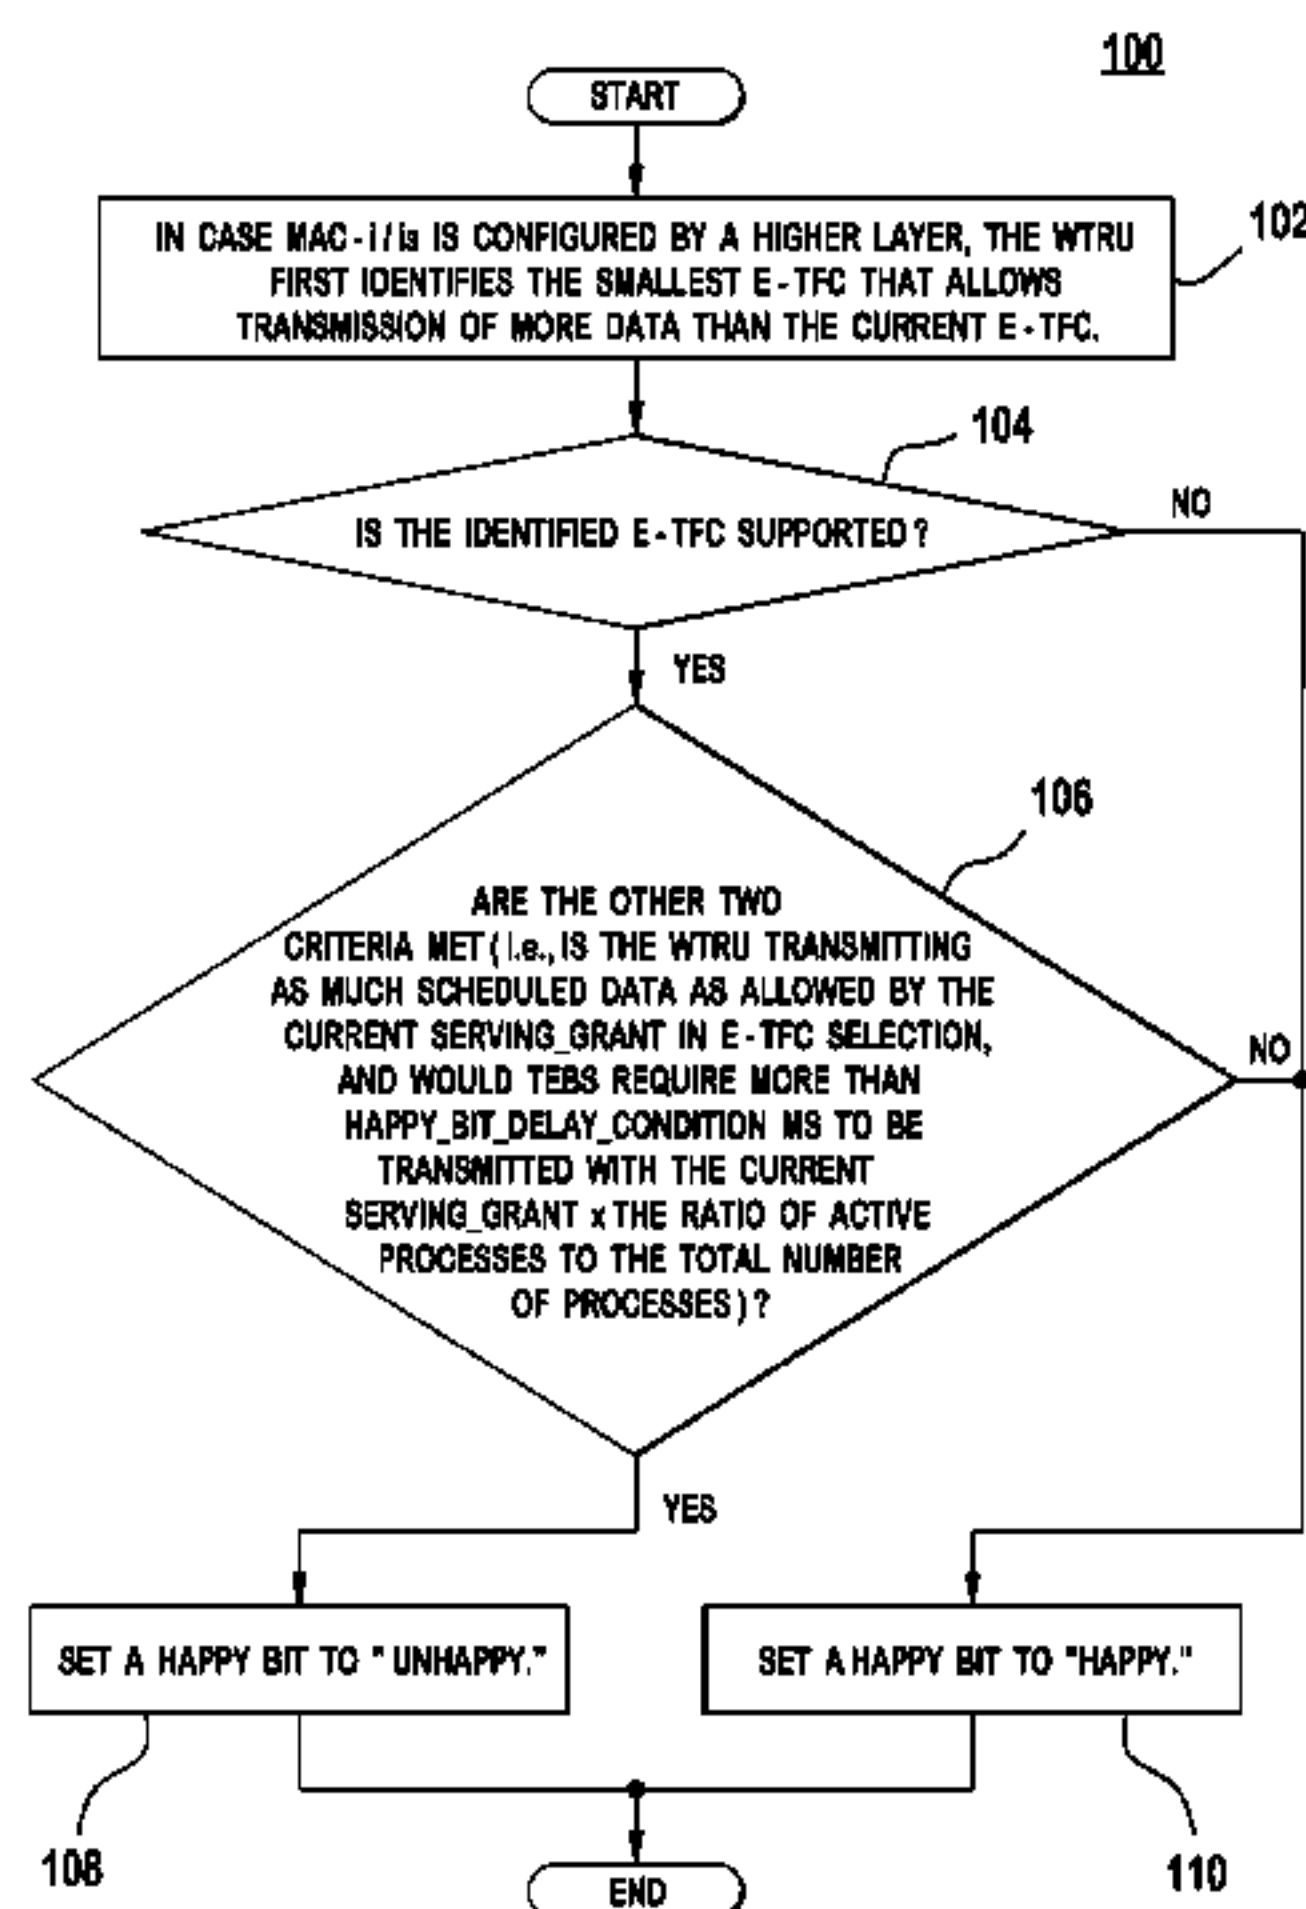 100
START
IN CASE MAC-i/is IS CONFIGURED BY A HIGHER LAYER, THE WTRU
FIRST IDENTIFIES THE SMALLEST E-TFC THAT ALLOWS
TRANSMISSION OF MORE DATA THAN THE CURRENT E-TFC.
102
104
IS THE IDENTIFIED E-TFC SUPPORTED?
NO
YES
106
ARE THE OTHER TWO
CRITERIA MET (i.e., IS THE WTRU TRANSMITTING
AS MUCH SCHEDULED DATA AS ALLOWED BY THE
CURRENT SERVING_GRANT IN E-TFC SELECTION,
AND WOULD TEBS REQUIRE MORE THAN
HAPPY_BIT_DELAY_CONDITION MS TO BE
TRANSMITTED WITH THE CURRENT
SERVING_GRANT x THE RATIO OF ACTIVE
PROCESSES TO THE TOTAL NUMBER
OF PROCESSES)?
NO
YES
SET A HAPPY BIT TO "UNHAPPY."
SET A HAPPY BIT TO "HAPPY."
108
110
END